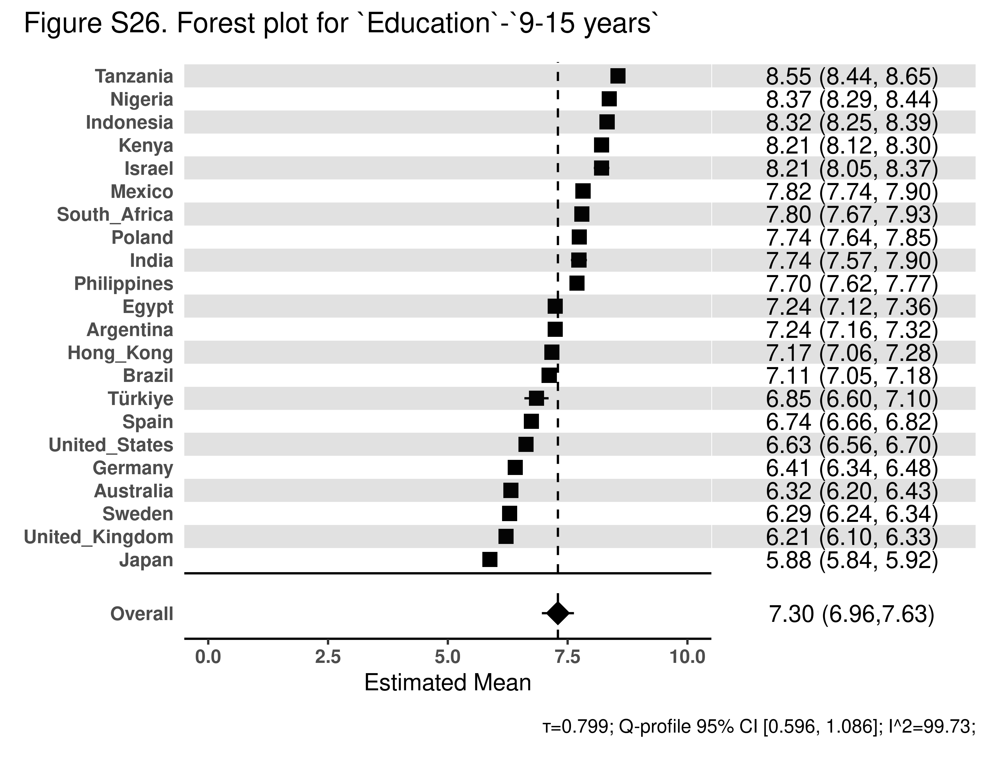 Figure S26. Forest plot for `Education`-`9-15 years`
Tanzania 8.55 (8.44, 8.65)
Nigeria 8.37 (8.29, 8.44)
Indonesia 8.32 (8.25, 8.39)
Kenya 8.21 (8.12, 8.30)
Israel 8.21 (8.05, 8.37)
Mexico 7.82 (7.74, 7.90)
South_Africa 7.80 (7.67, 7.93)
Poland 7.74 (7.64, 7.85)
India 7.74 (7.57, 7.90)
Philippines 7.70 (7.62, 7.77)
Egypt 7.24 (7.12, 7.36)
Argentina 7.24 (7.16, 7.32)
Hong_Kong 7.17 (7.06, 7.28)
Brazil 7.11 (7.05, 7.18)
Türkiye 6.85 (6.60, 7.10)
Spain 6.74 (6.66, 6.82)
United_States 6.63 (6.56, 6.70)
Germany 6.41 (6.34, 6.48)
Australia 6.32 (6.20, 6.43)
Sweden 6.29 (6.24, 6.34)
United_Kingdom 6.21 (6.10, 6.33)
Japan 5.88 (5.84, 5.92)
Overall 7.30 (6.96,7.63)
0.0 2.5 5.0 7.5 10.0
Estimated Mean
τ=0.799; Q-profile 95% CI [0.596, 1.086]; I^2=99.73;